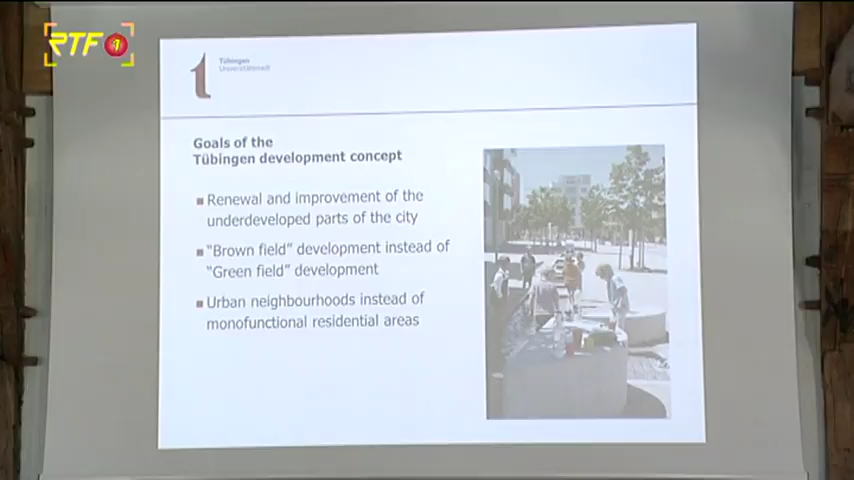 RTF 1
Tübingen
Universitätsstadt
Goals of the
Tübingen development concept
Renewal and improvement of the
underdeveloped parts of the city
"Brown field" development instead of
"Green field" development
Urban neighbourhoods instead of
monofunctional residential areas